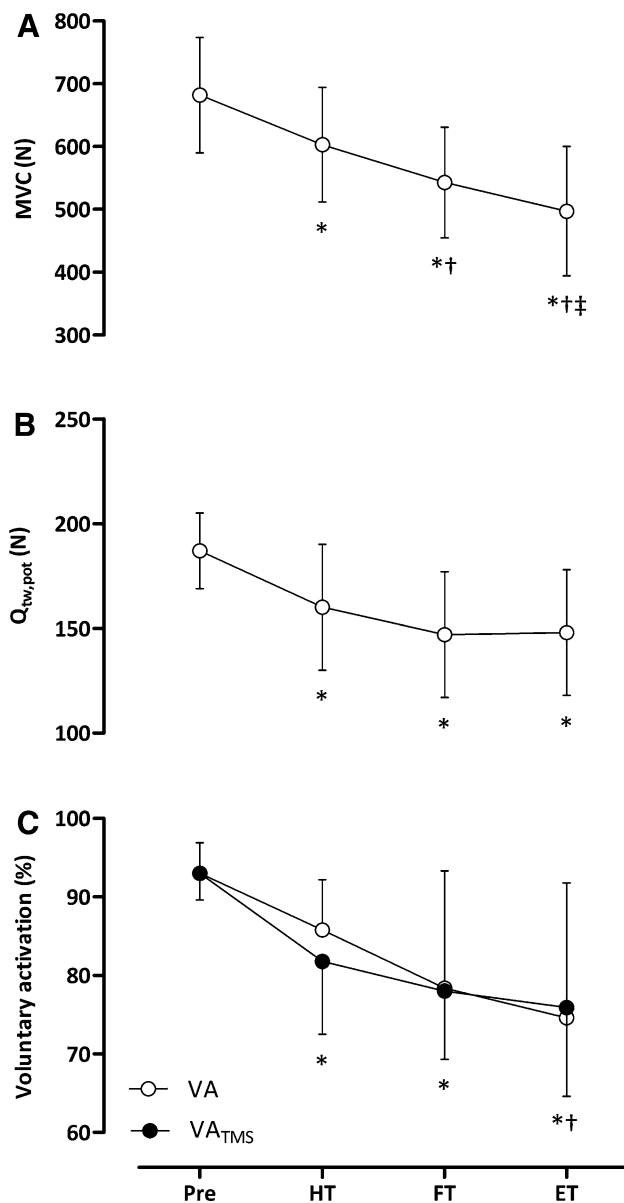 A
MVC (N)
800
700
600
500
400
300
*
*†
*†‡
B
Qtw,pot (N)
250
200
150
100
*
*
*
C
Voluntary activation (%)
100
90
80
70
60
*
*
*†
VA
VATMS
Pre HT FT ET